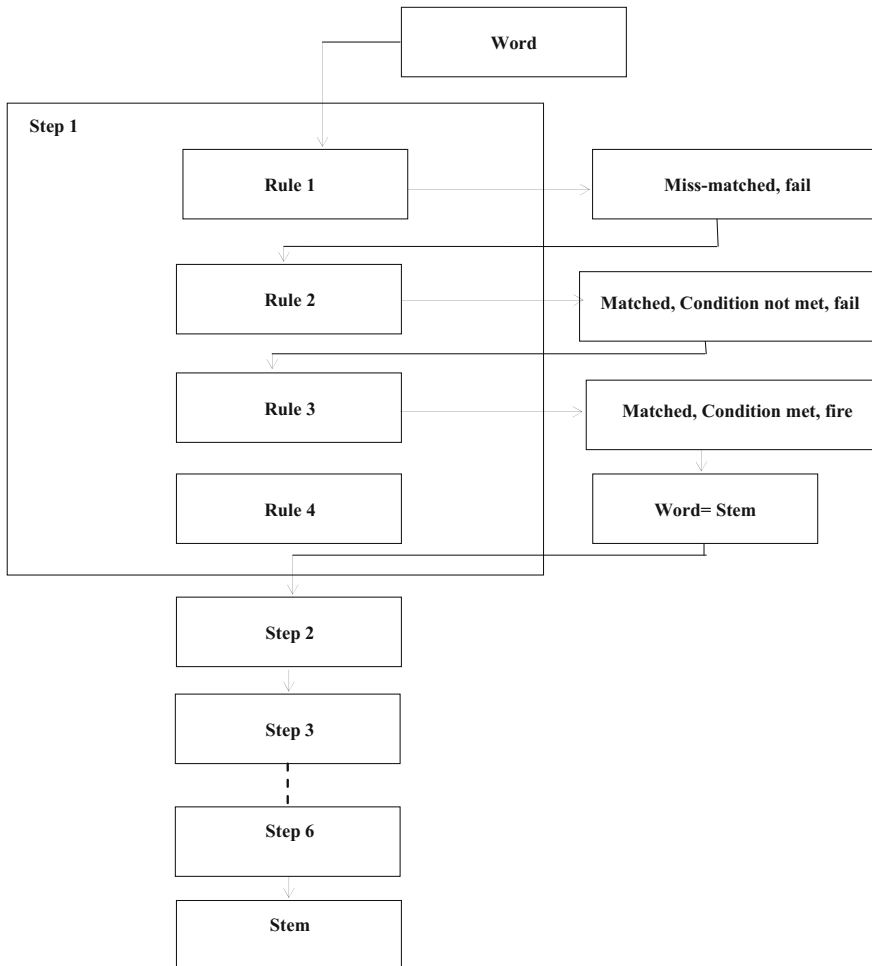 Word
Step 1
Rule 1
Miss-matched, fail
Rule 2
Matched, Condition not met, fail
Rule 3
Matched, Condition met, fire
Rule 4
Word= Stem
Step 2
Step 3
Step 6
Stem